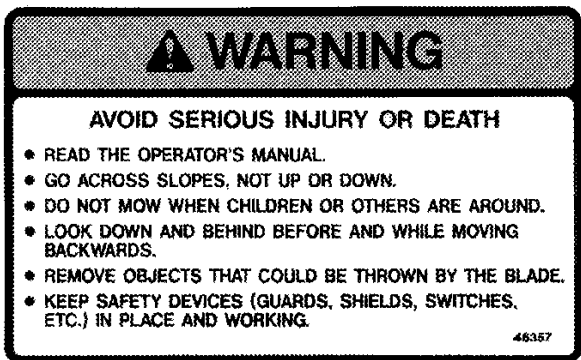 WARNING
AVOID SERIOUS INJURY OR DEATH
• READ THE OPERATOR'S MANUAL.
• GO ACROSS SLOPES, NOT UP OR DOWN.
• DO NOT MOW WHEN CHILDREN OR OTHERS ARE AROUND.
• LOOK DOWN AND BEHIND BEFORE AND WHILE MOVING
BACKWARDS.
• REMOVE OBJECTS THAT COULD BE THROWN BY THE BLADE.
• KEEP SAFETY DEVICES (GUARDS, SHIELDS, SWITCHES,
ETC.) IN PLACE AND WORKING.
46357